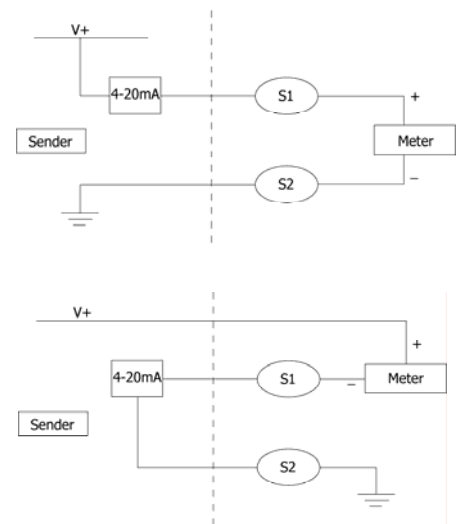 V+
4-20mA
S1
+
Sender
Meter
S2
–
V+
+
4-20mA
S1
–
Meter
Sender
S2